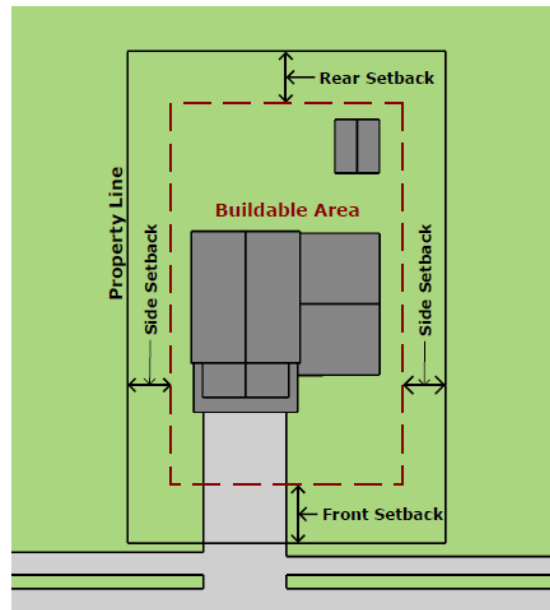 Rear Setback
Buildable Area
Property Line
Side Setback
Side Setback
Front Setback